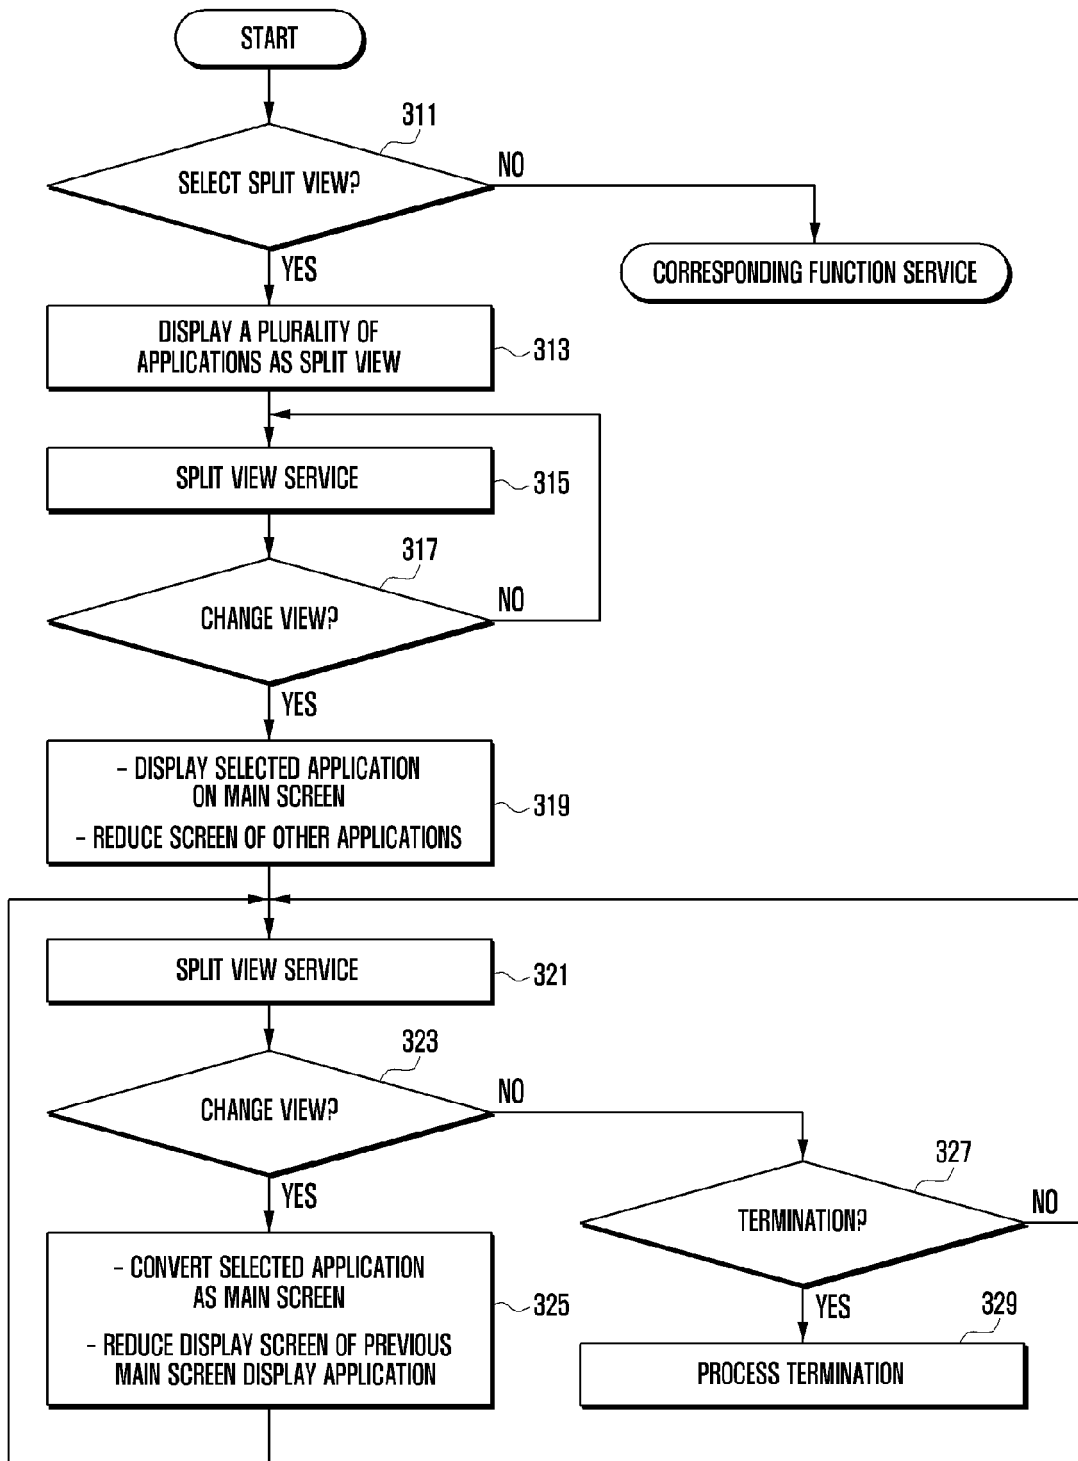 START
311
SELECT SPLIT VIEW?
NO
YES
CORRESPONDING FUNCTION SERVICE
DISPLAY A PLURALITY OF
APPLICATIONS AS SPLIT VIEW
313
SPLIT VIEW SERVICE
315
317
CHANGE VIEW?
NO
YES
- DISPLAY SELECTED APPLICATION
ON MAIN SCREEN
- REDUCE SCREEN OF OTHER APPLICATIONS
319
SPLIT VIEW SERVICE
321
323
CHANGE VIEW?
NO
YES
327
TERMINATION?
NO
YES
- CONVERT SELECTED APPLICATION
AS MAIN SCREEN
- REDUCE DISPLAY SCREEN OF PREVIOUS
MAIN SCREEN DISPLAY APPLICATION
325
329
PROCESS TERMINATION